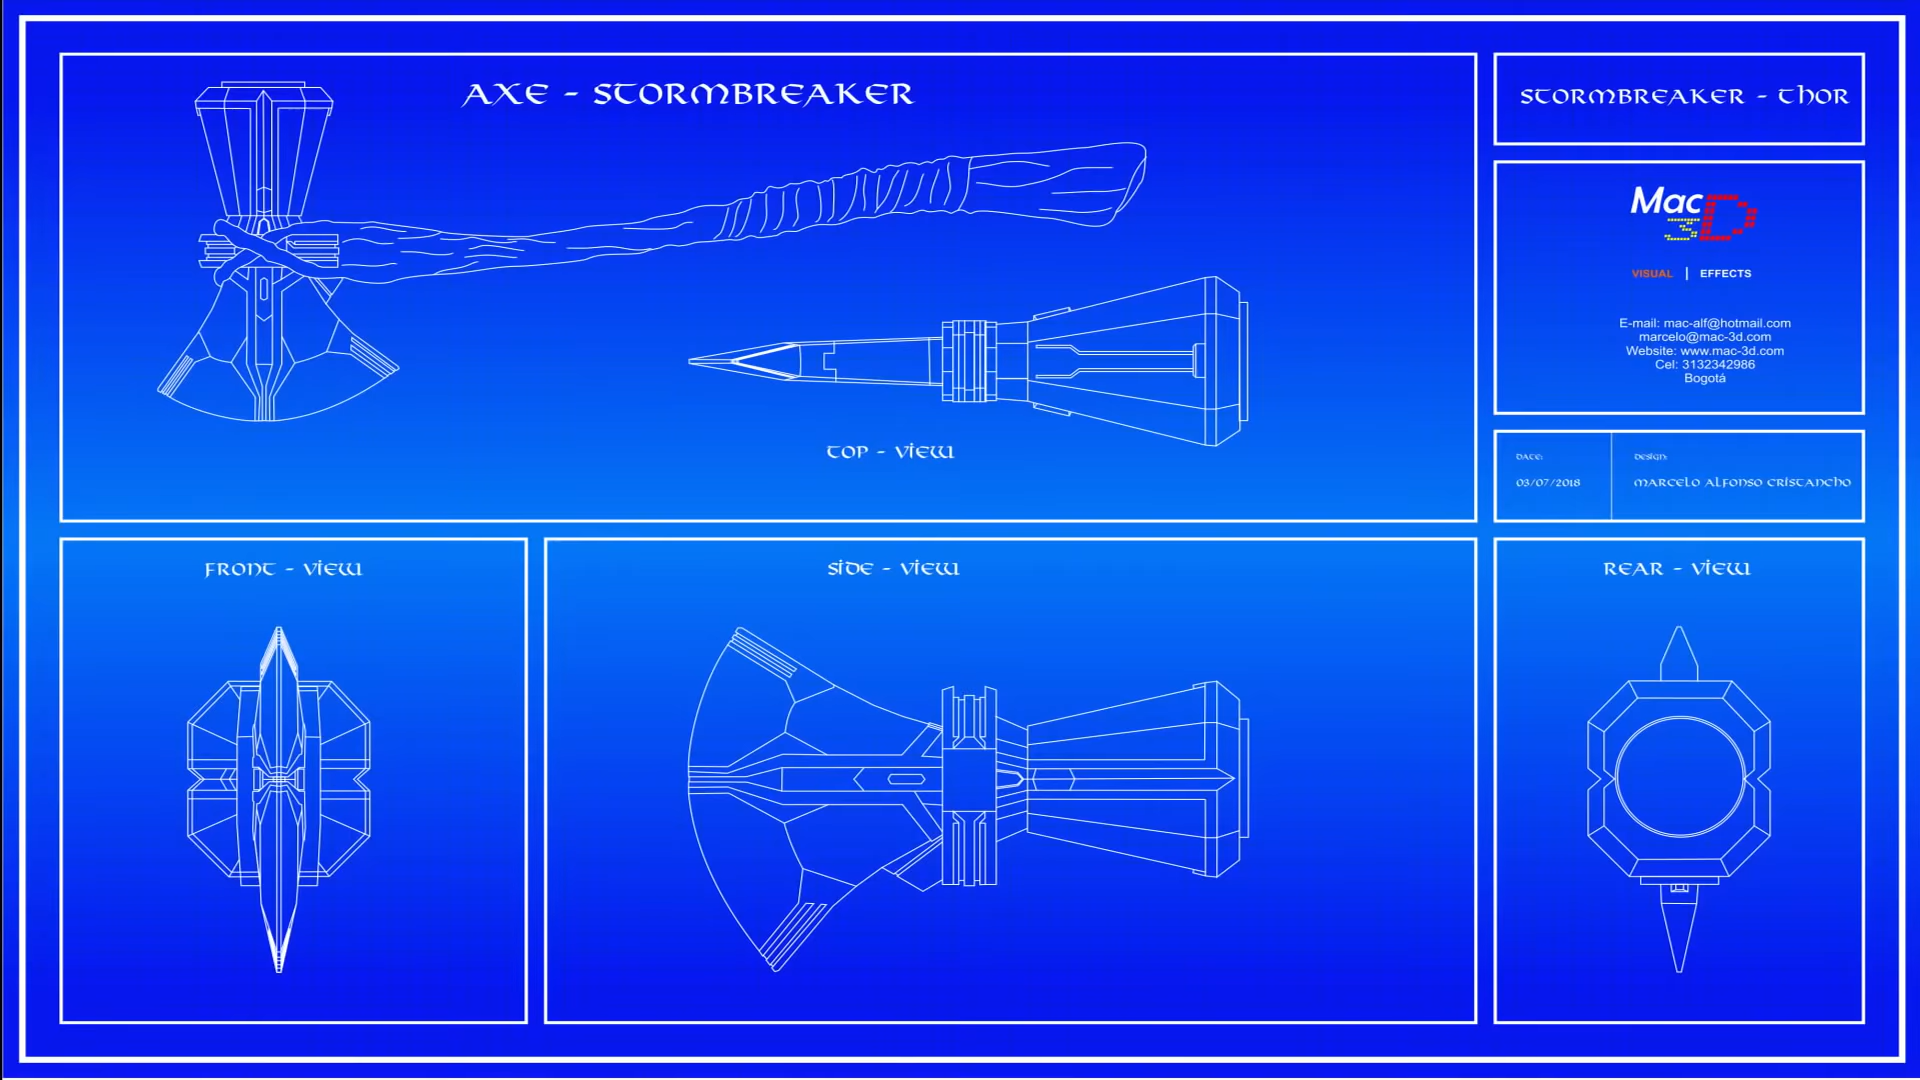 AXE - STORMBREAKER
STORMBREAKER - THOR
Mac
3D
VISUAL | EFFECTS
E-mail: mac-alf@hotmail.com
marcelo@mac-3d.com
Website: www.mac-3d.com
Cel: 3132342986
Bogotá
TOP - VIEW
DATE:
03/07/2018
DESIGN:
MARCELO ALFONSO CRISTANCHO
FRONT - VIEW
SIDE - VIEW
REAR - VIEW